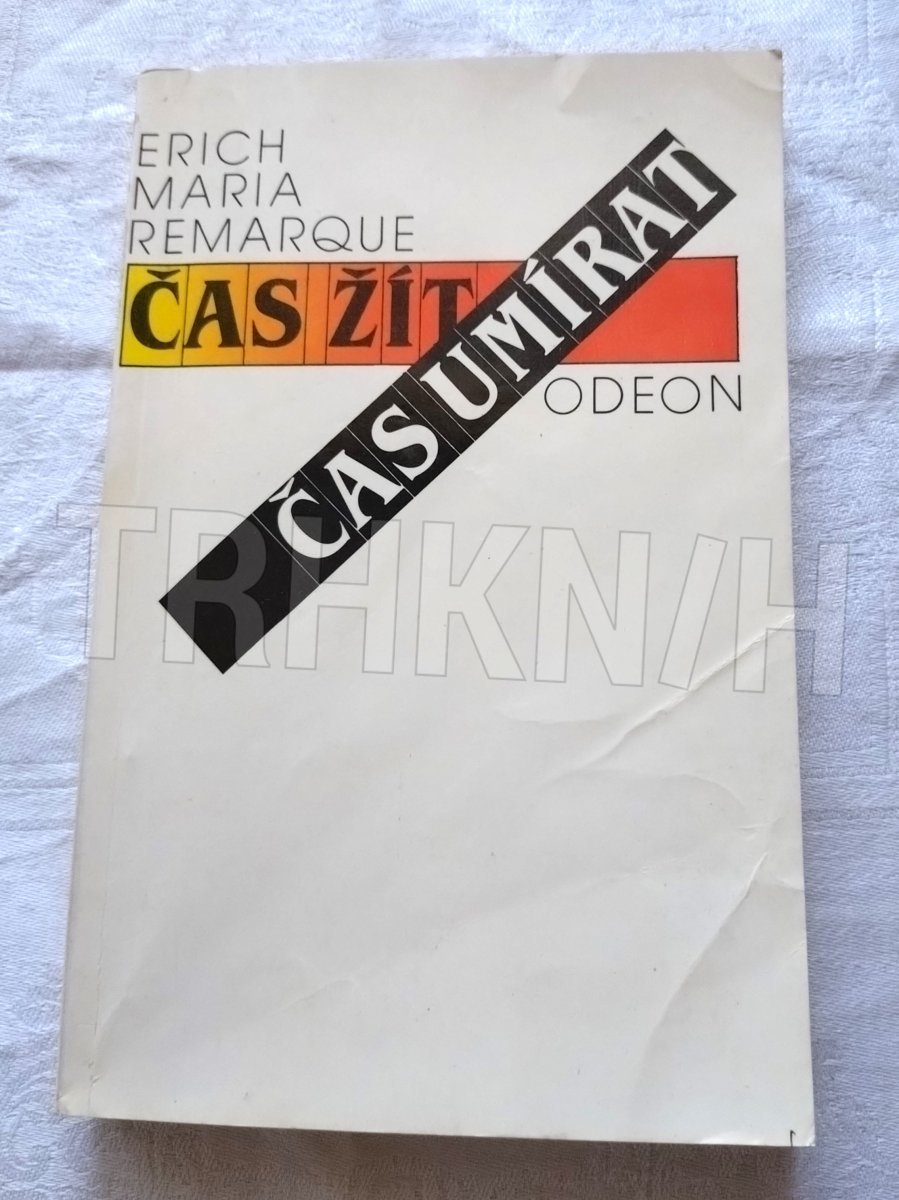 ERICH
MARIA
REMARQUE
ČAS ŽÍT
ČAS UMÍRAT
ODEON
TRHKNIH